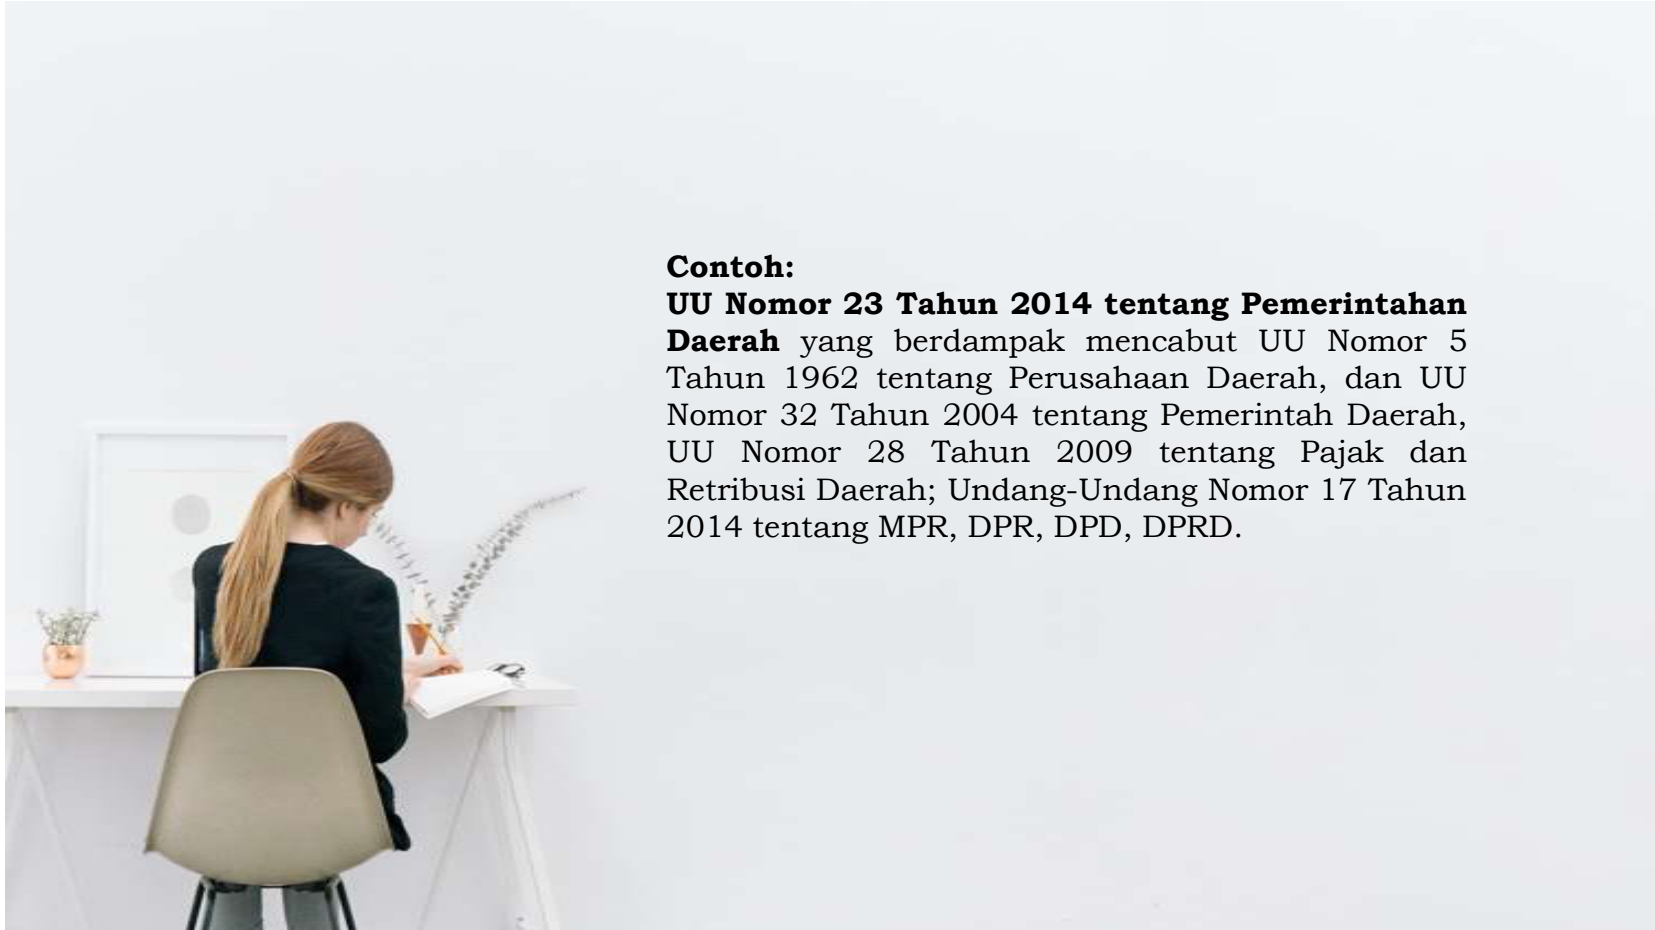 Contoh:
UU Nomor 23 Tahun 2014 tentang Pemerintahan
Daerah yang berdampak mencabut UU Nomor 5
Tahun 1962 tentang Perusahaan Daerah, dan UU
Nomor 32 Tahun 2004 tentang Pemerintah Daerah,
UU Nomor 28 Tahun 2009 tentang Pajak dan
Retribusi Daerah; Undang-Undang Nomor 17 Tahun
2014 tentang MPR, DPR, DPD, DPRD.